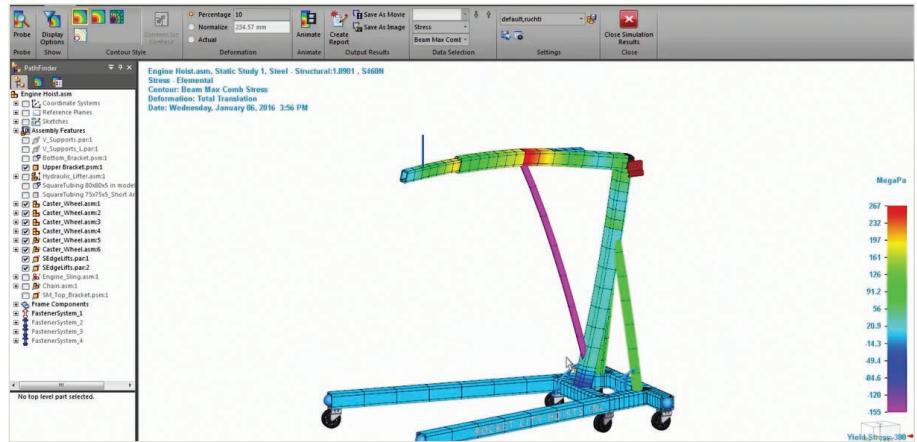 Probe
Display Options
Percentage 10
Normalize 234.57 mm
Actual
Animate
Create Report
Save As Movie
Save As Image
Stress
Beam Max Comb
default,ruchti
Close Simulation Results
Probe
Show
Contour Style
Deformation
Animate
Output Results
Data Selection
Settings
Close
PathFinder
Engine Hoist.asm
Coordinate Systems
Reference Planes
Sketches
Assembly Features
V_Supports.par:1
V_Supports_L.par:1
Bottom_Bracket.psm:1
Upper Bracket.psm:1
Hydraulic_Lifter.asm:1
SquareTubing 80x80x5 in model
SquareTubing 75x75x5_Short Ar
Caster_Wheel.asm:1
Caster_Wheel.asm:2
Caster_Wheel.asm:3
Caster_Wheel.asm:4
Caster_Wheel.asm:5
Caster_Wheel.asm:6
SEdgeLifts.par:1
SEdgeLifts.par:2
Engine_Sling.asm:1
Chain.asm:1
SM_Top_Bracket.psm:1
Frame Components
FastenerSystem_1
FastenerSystem_2
FastenerSystem_3
FastenerSystem_4
No top level part selected.
Engine Hoist.asm, Static Study 1, Steel - Structural:1.8901 , S460N
Stress - Elemental
Contour: Beam Max Comb Stress
Deformation: Total Translation
Date: Wednesday, January 06, 2016 3:56 PM
MegaPa
267
232
197
161
126
91.2
56
20.9
-14.3
-49.4
-84.6
-120
-155
Yield Stress=380